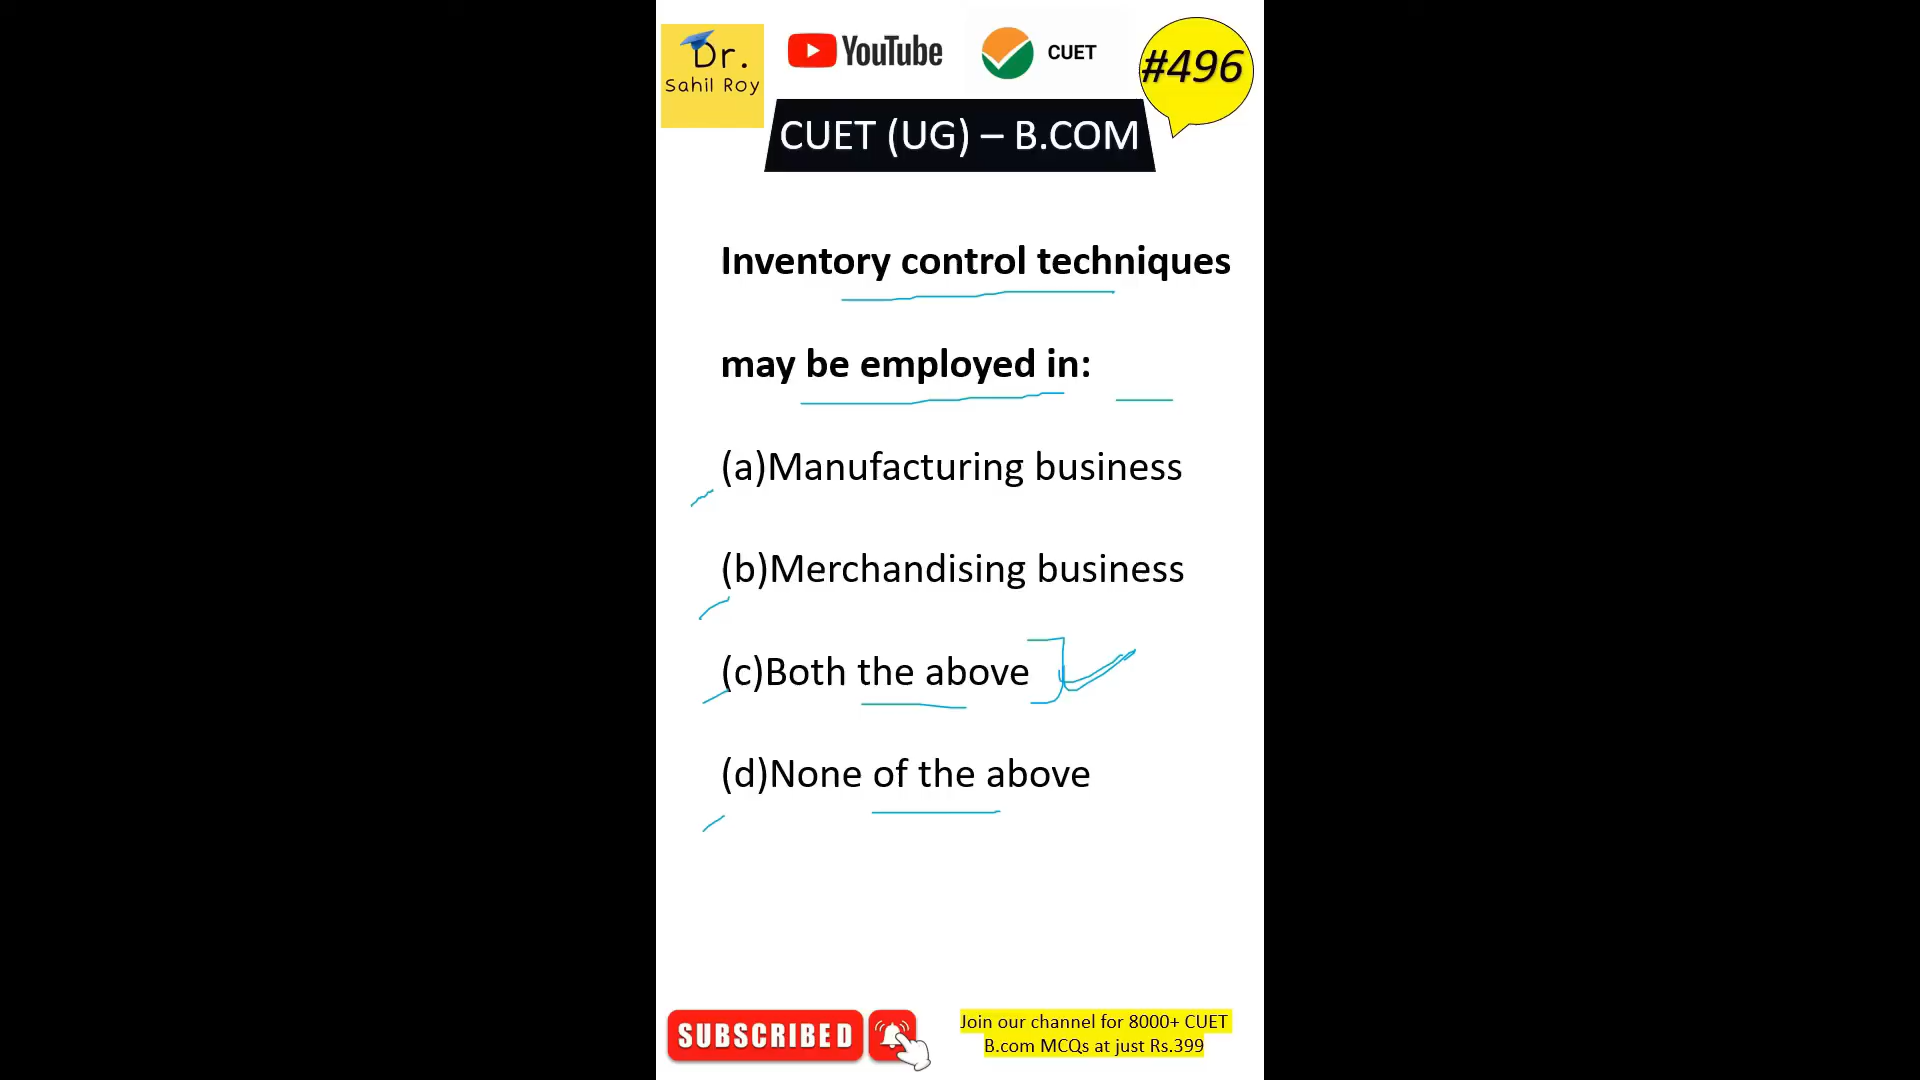 Dr.
Sahil Roy
YouTube
CUET
#496
CUET (UG) – B.COM
Inventory control techniques
may be employed in:
(a)Manufacturing business
(b)Merchandising business
(c)Both the above
(d)None of the above
SUBSCRIBED
Join our channel for 8000+ CUET
B.com MCQs at just Rs.399